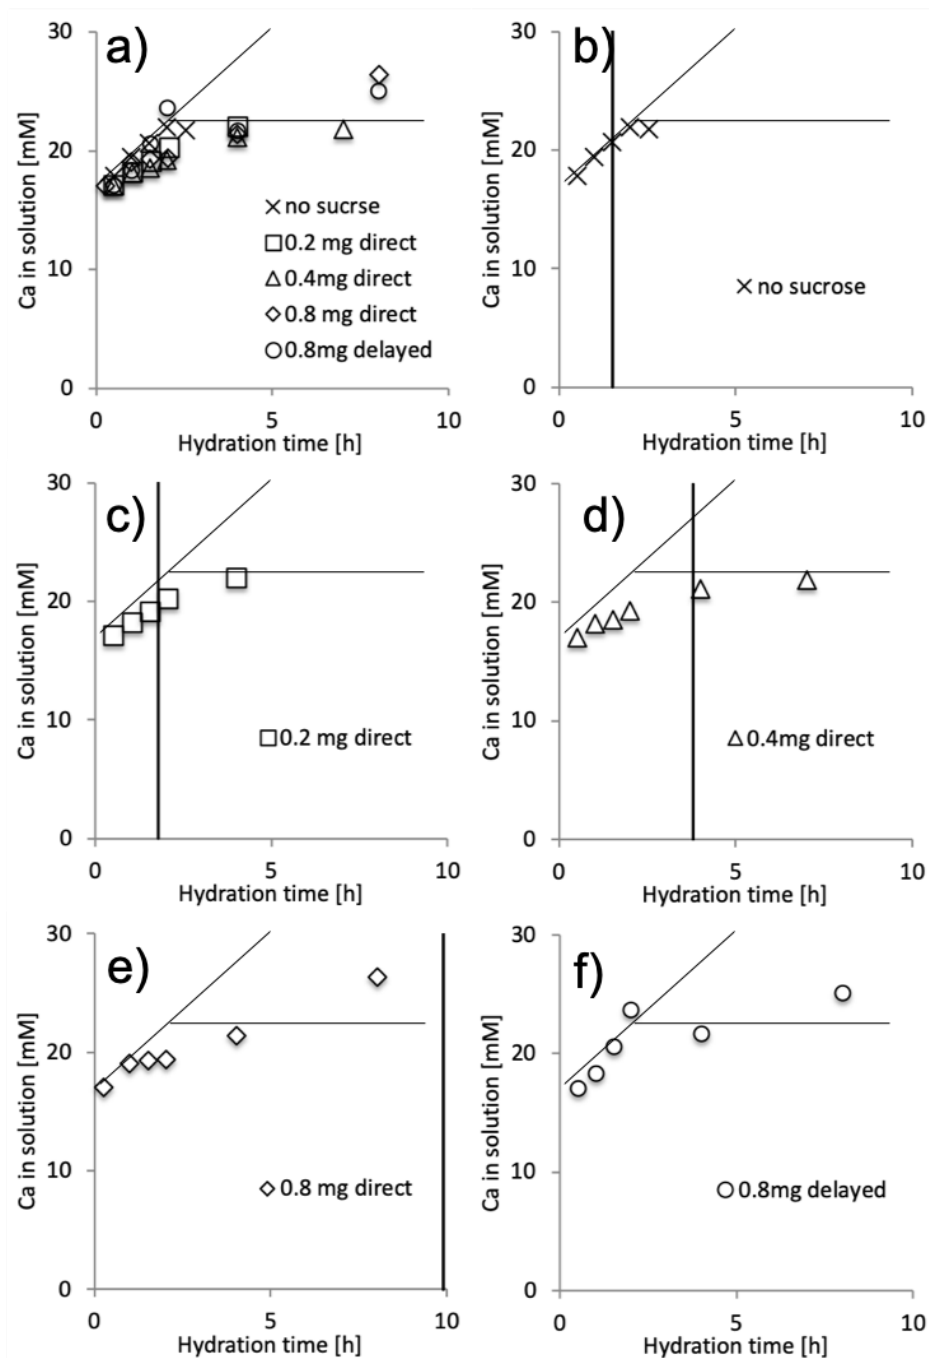 a)
30
20
10
0
0
5
10
Ca in solution [mM]
Hydration time [h]
no sucrse
0.2 mg direct
0.4mg direct
0.8 mg direct
0.8mg delayed
b)
30
20
10
0
0
5
10
Ca in solution [mM]
Hydration time [h]
no sucrose
c)
30
20
10
0
0
5
10
Ca in solution [mM]
Hydration time [h]
0.2 mg direct
d)
30
20
10
0
0
5
10
Ca in solution [mM]
Hydration time [h]
0.4mg direct
e)
30
20
10
0
0
5
10
Ca in solution [mM]
Hydration time [h]
0.8 mg direct
f)
30
20
10
0
0
5
10
Ca in solution [mM]
Hydration time [h]
0.8mg delayed